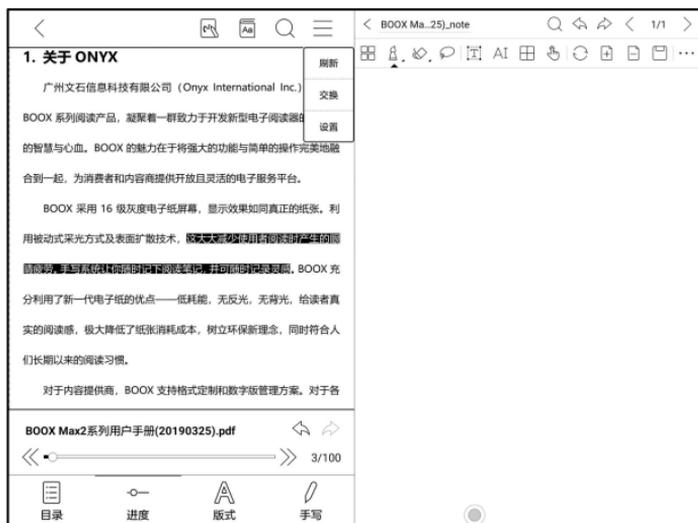 BOOX Ma...25)_note
1/1
Aa
AI
刷新
交换
设置
1. 关于 ONYX
广州文石信息科技有限公司（Onyx International Inc.）
BOOX 系列阅读产品，凝聚着一群致力于开发新型电子阅读器
的智慧与心血。BOOX 的魅力在于将强大的功能与简单的操作完美地融
合到一起，为消费者和内容商提供开放且灵活的电子服务平台。
BOOX 采用 16 级灰度电子纸屏幕，显示效果如同真正的纸张。利
用被动式采光方式及表面扩散技术，这大大减少使用者阅读时产生的眼
睛疲劳，手写系统让你随时记下阅读笔记，并可随时记录灵感。BOOX 充
分利用了新一代电子纸的优点——低耗能，无反光，无背光，给读者真
实的阅读感，极大降低了纸张消耗成本，树立环保新理念，同时符合人
们长期以来的阅读习惯。
对于内容提供商，BOOX 支持格式定制和数字版管理方案。对于各
BOOX Max2系列用户手册(20190325).pdf
3/100
目录
进度
版式
手写